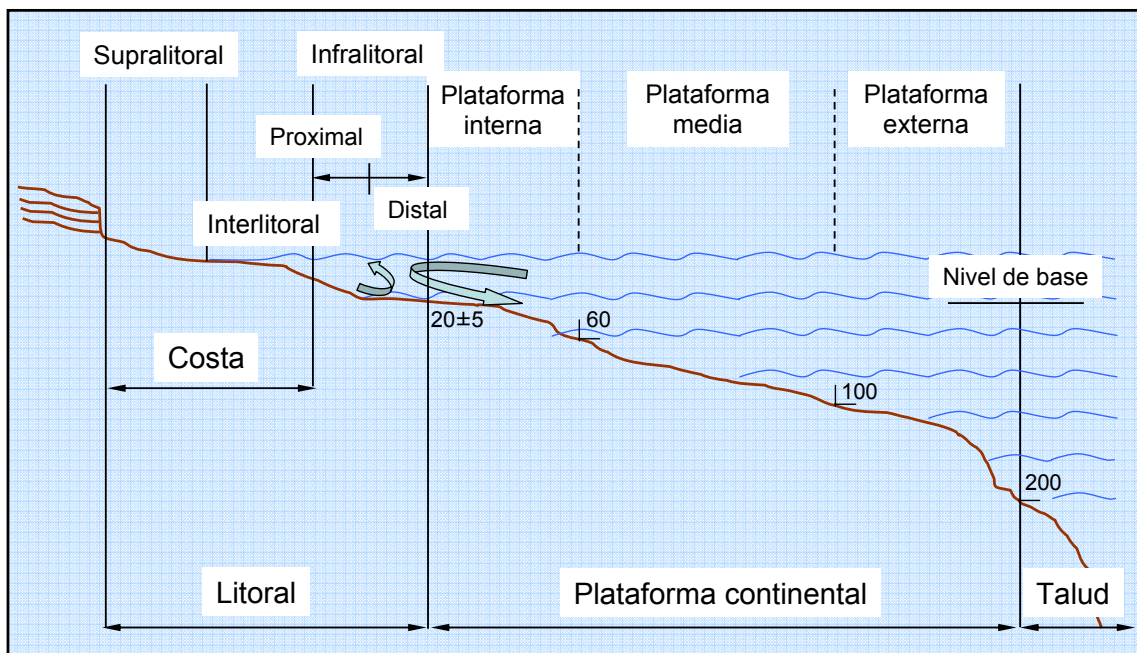 Supralitoral
Infralitoral
Plataforma
interna
Plataforma
media
Plataforma
externa
Proximal
Distal
Interlitoral
Nivel de base
20±5
60
Costa
100
200
Litoral
Plataforma continental
Talud